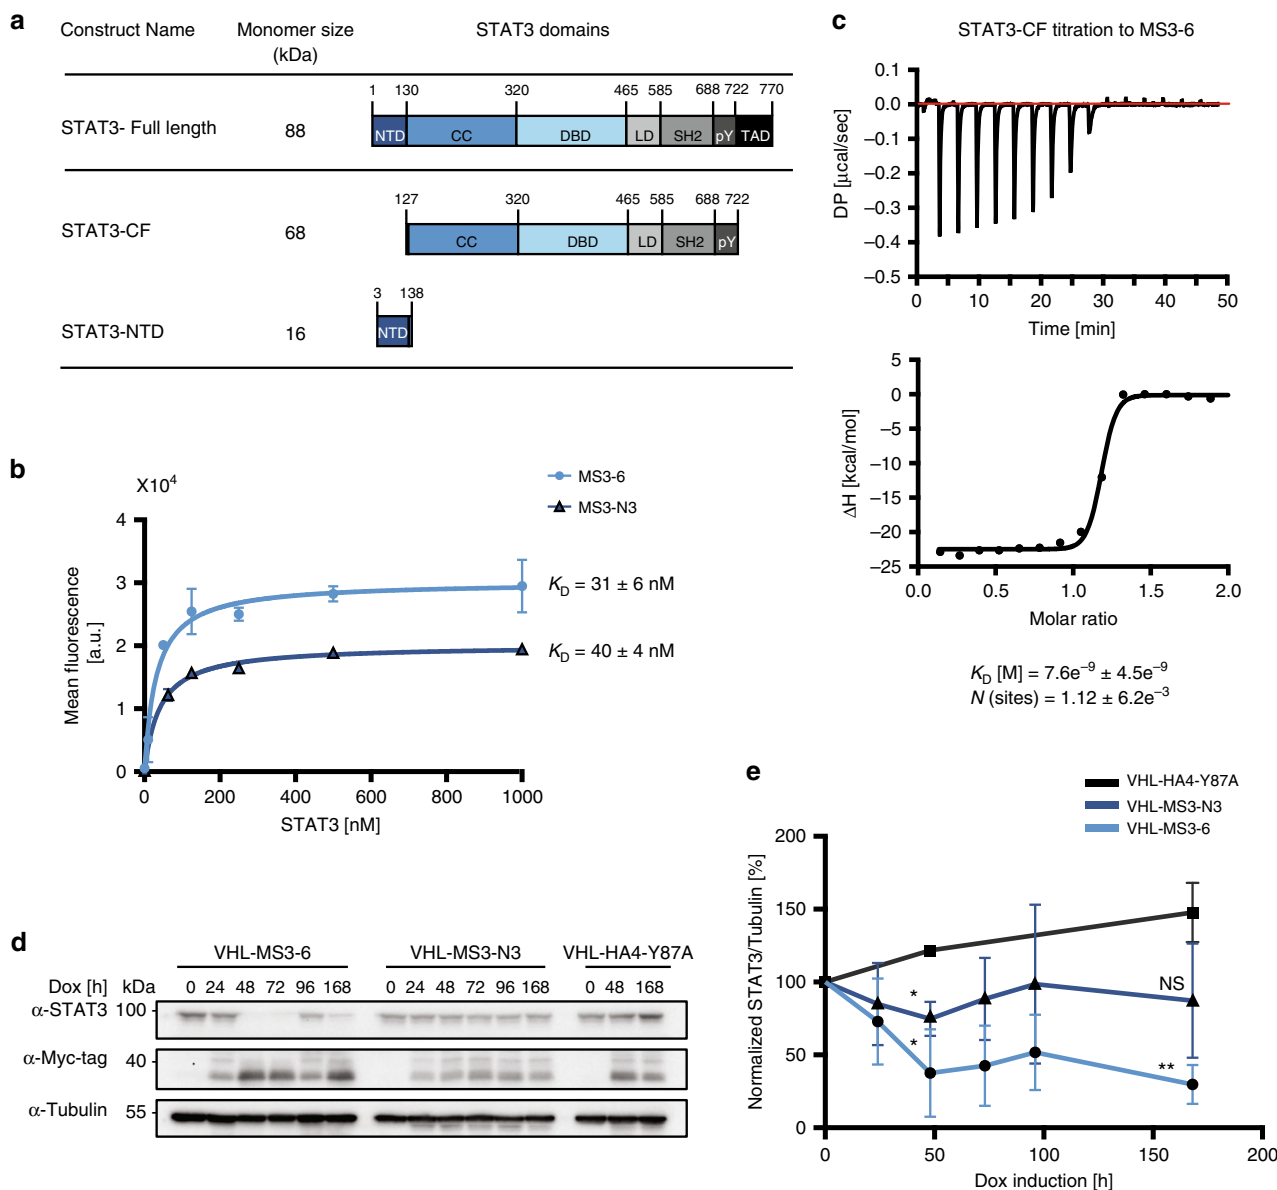 a
Construct Name
Monomer size
(kDa)
STAT3 domains
STAT3- Full length
88
1 130 320 465 585 688 722 770
NTD CC DBD LD SH2 pY TAD
STAT3-CF
68
127 320 465 585 688 722
CC DBD LD SH2 pY
STAT3-NTD
16
3 138
NTD
b
X10⁴
MS3-6
MS3-N3
4
3
2
1
0
Mean fluorescence
[a.u.]
K_D = 31 ± 6 nM
K_D = 40 ± 4 nM
0 200 400 600 800 1000
STAT3 [nM]
c
STAT3-CF titration to MS3-6
0.1
0.0
–0.1
–0.2
–0.3
–0.4
–0.5
DP [μcal/sec]
0 10 20 30 40 50
Time [min]
5
0
–5
–10
–15
–20
–25
ΔH [kcal/mol]
0.0 0.5 1.0 1.5 2.0
Molar ratio
K_D [M] = 7.6e⁻⁹ ± 4.5e⁻⁹
N (sites) = 1.12 ± 6.2e⁻³
d
VHL-MS3-6 VHL-MS3-N3 VHL-HA4-Y87A
Dox [h] kDa 0 24 48 72 96 168 0 24 48 72 96 168 0 48 168
α-STAT3 100
α-Myc-tag 40
α-Tubulin 55
e
VHL-HA4-Y87A
VHL-MS3-N3
VHL-MS3-6
200
150
100
50
0
Normalized STAT3/Tubulin [%]
*
*
NS
**
0 50 100 150 200
Dox induction [h]